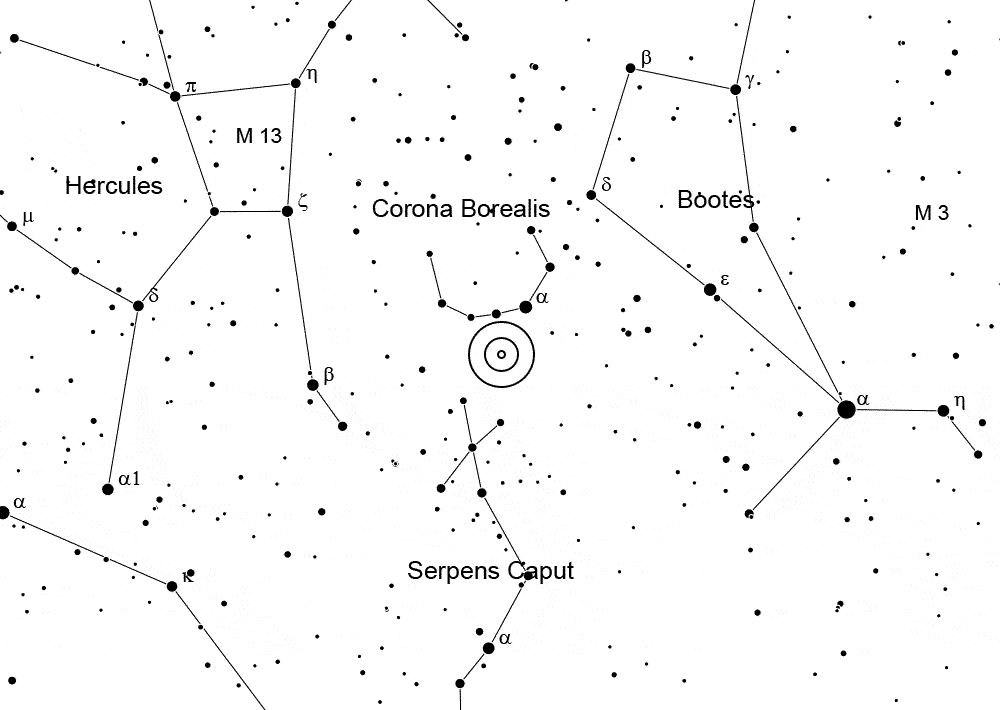 β
η
γ
π
M 13
Hercules
δ
Bootes
ζ
Corona Borealis
M 3
μ
ε
δ
α
β
α
η
α1
α
Serpens Caput
κ
α